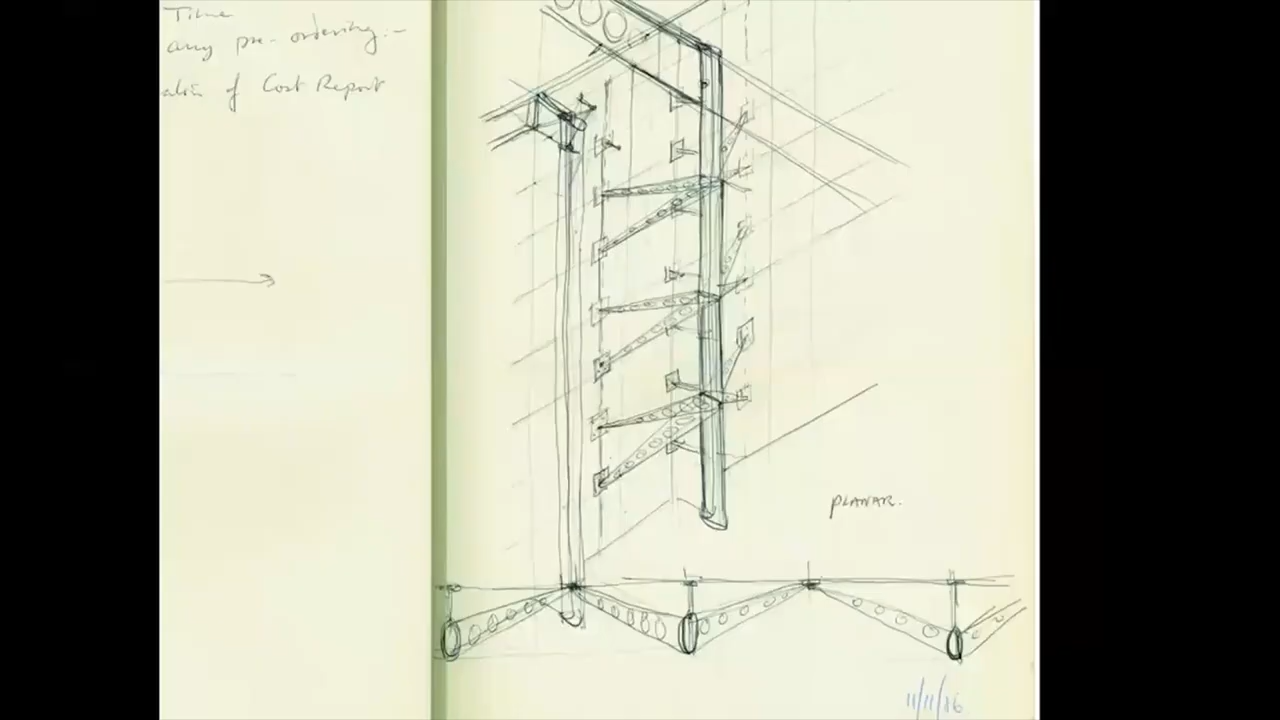 Time
any pre-ordering:-
of Cost Report
PLANAR.
11/11/86